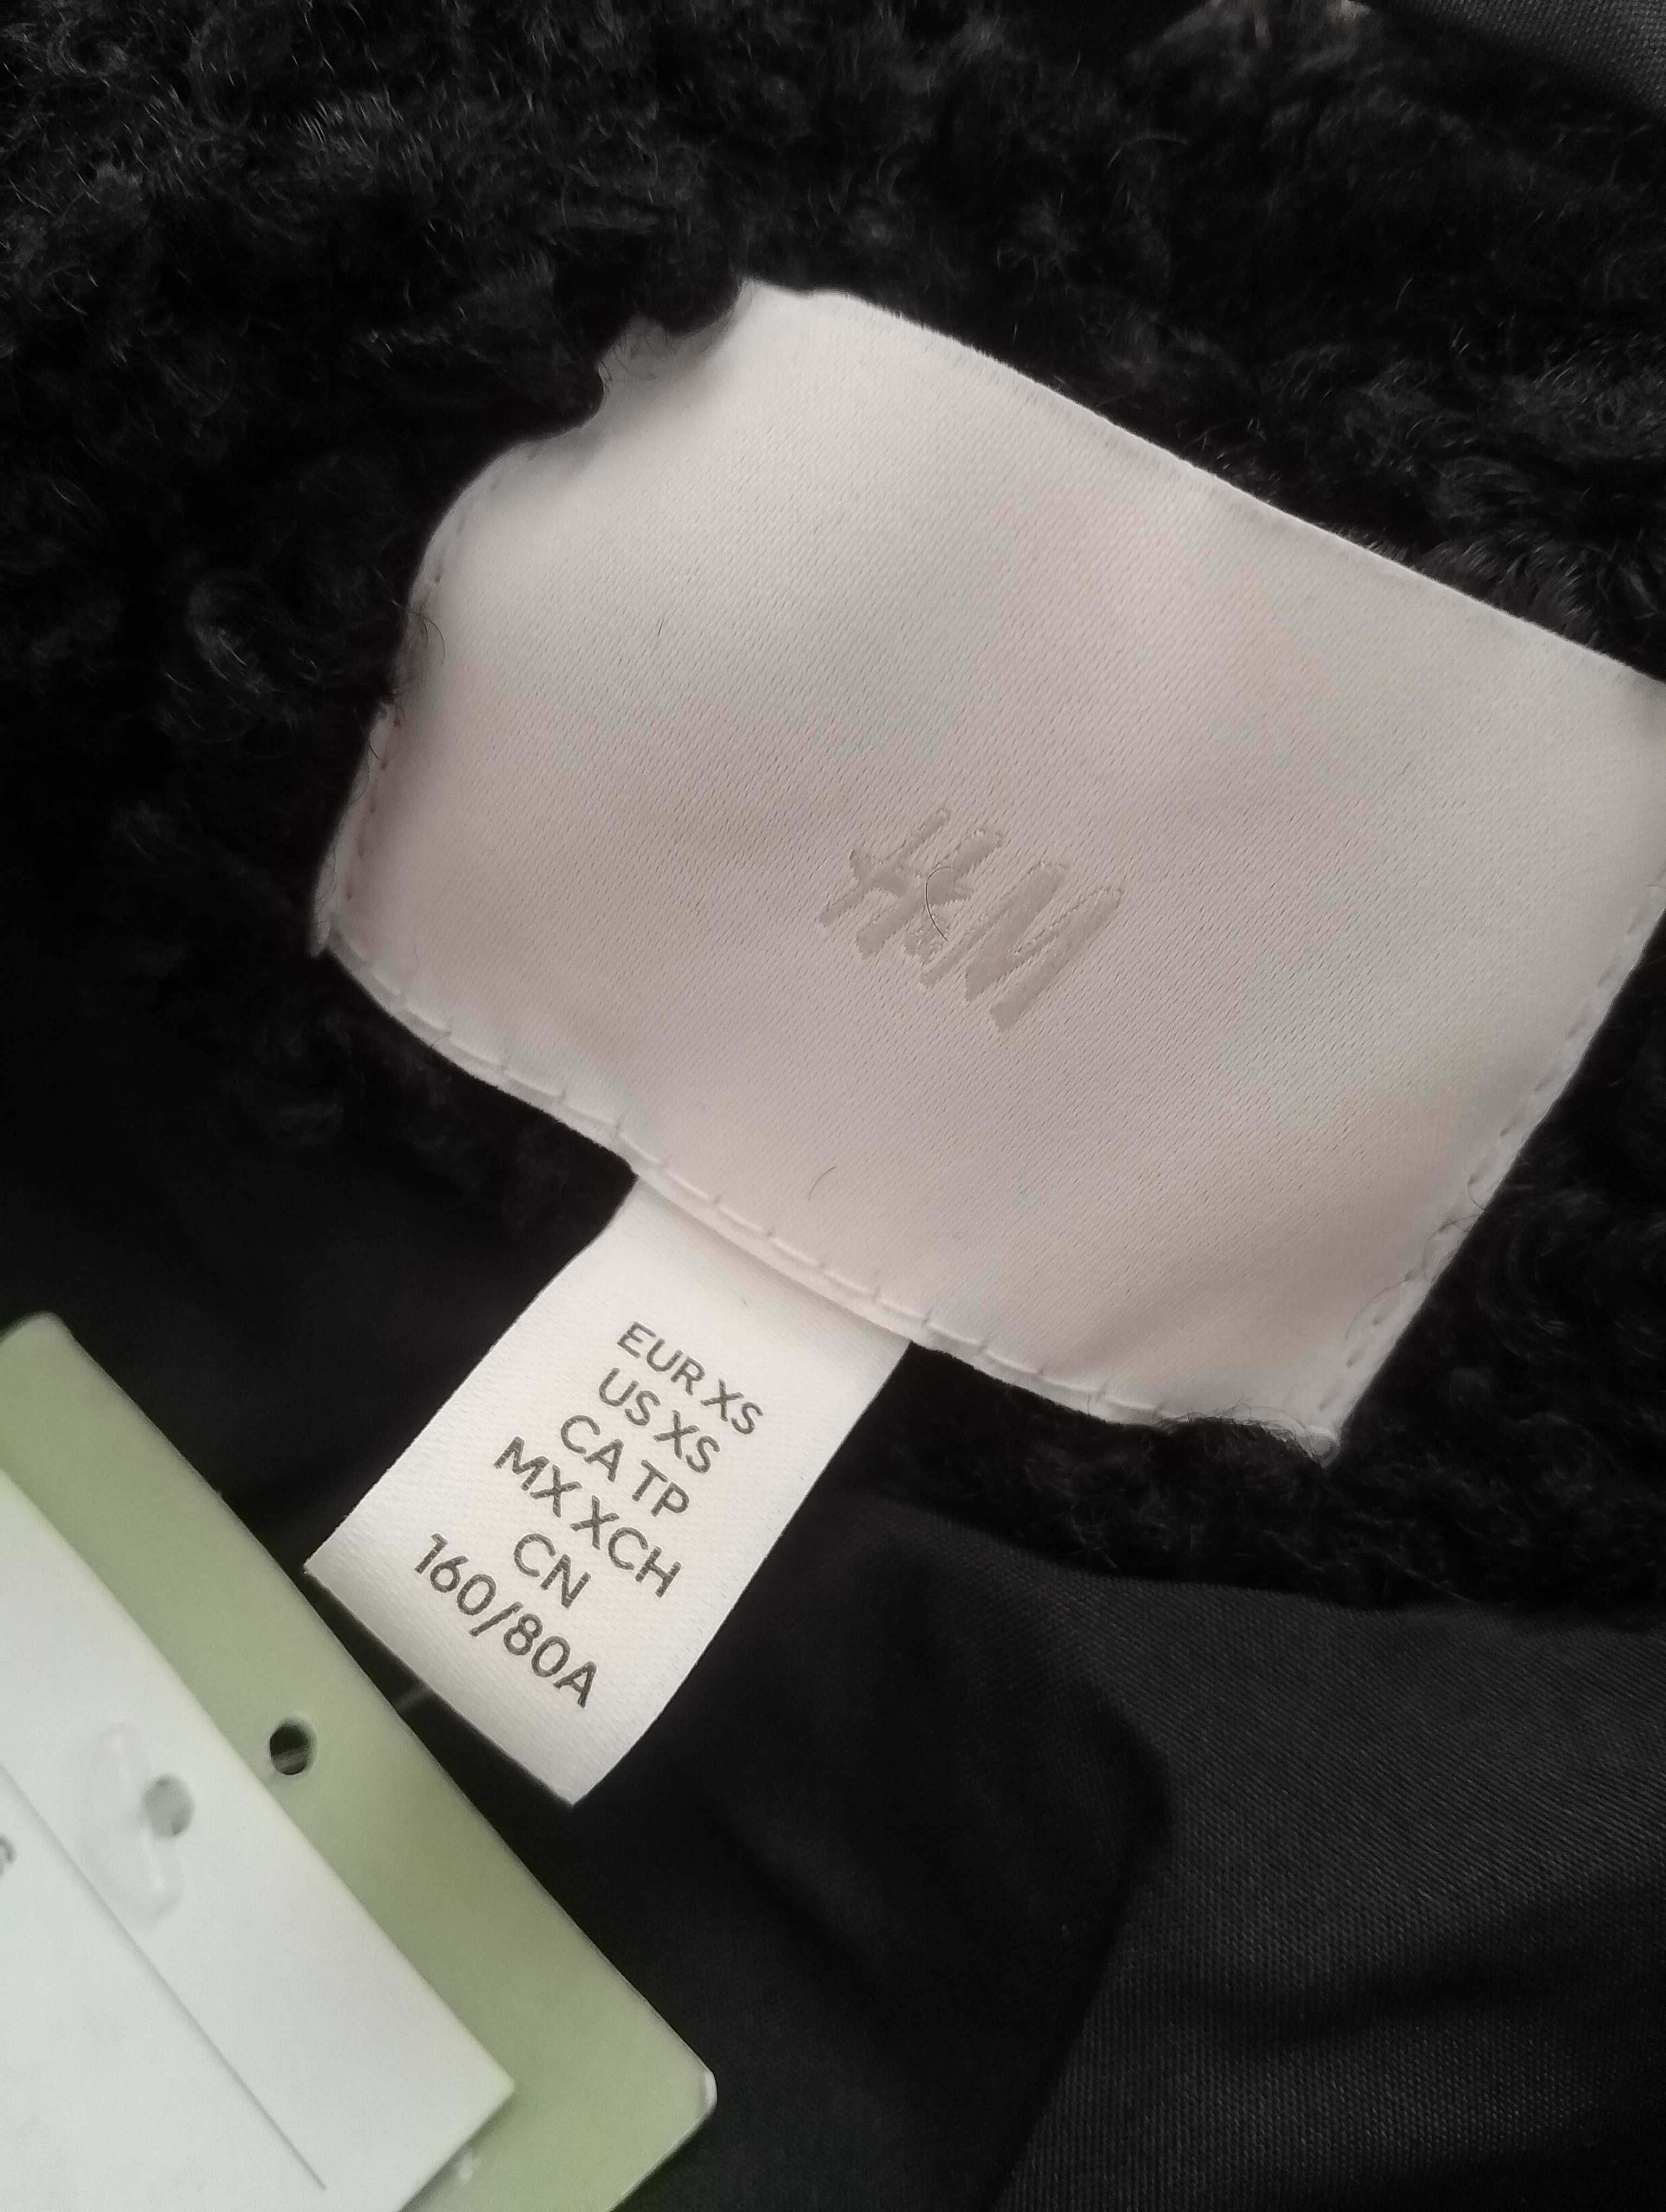 H&M
EUR XS
US XS
CA TP
MX XCH
CN
160/80A